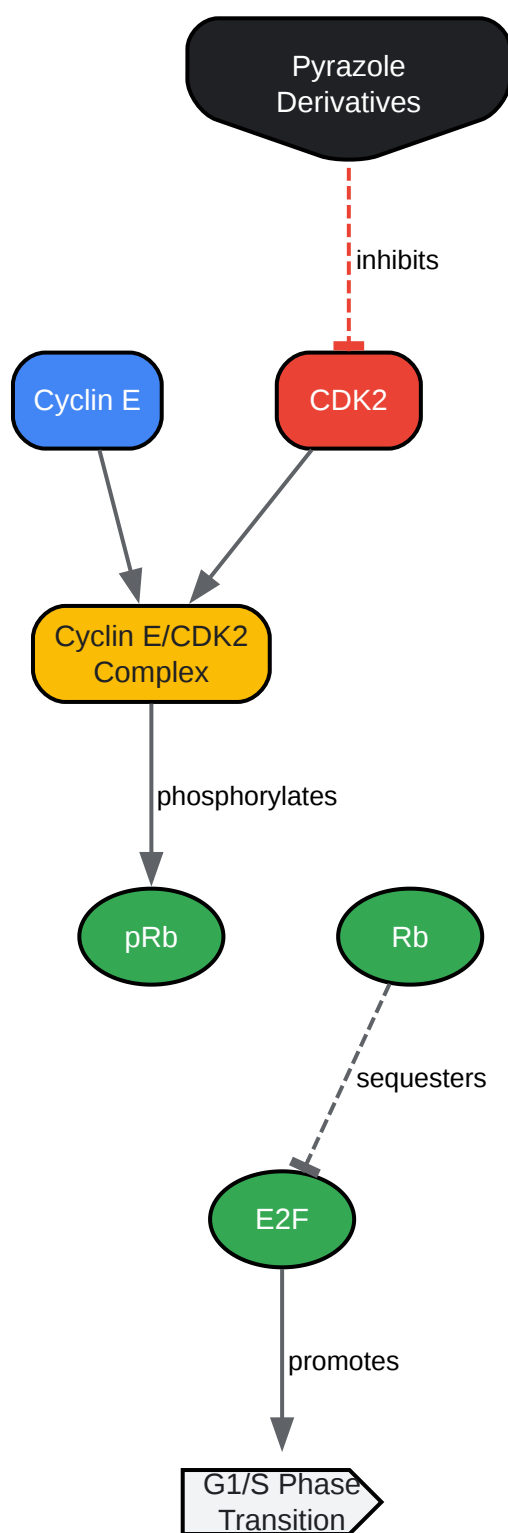 Pyrazole
Derivatives
inhibits
Cyclin E
CDK2
Cyclin E/CDK2
Complex
phosphorylates
pRb
Rb
sequesters
E2F
promotes
G1/S Phase
Transition